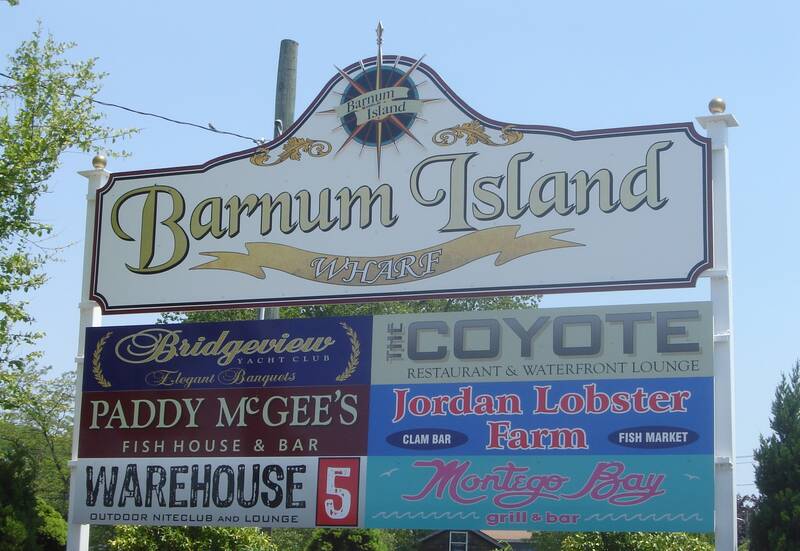 Barnum
Island
Barnum Island
WHARF
Bridgeview
YACHT CLUB
Elegant Banquets
THE COYOTE
RESTAURANT & WATERFRONT LOUNGE
PADDY McGEE'S
FISH HOUSE & BAR
Jordan Lobster
Farm
CLAM BAR
FISH MARKET
WAREHOUSE 5
OUTDOOR NITECLUB AND LOUNGE
Montego Bay
grill & bar